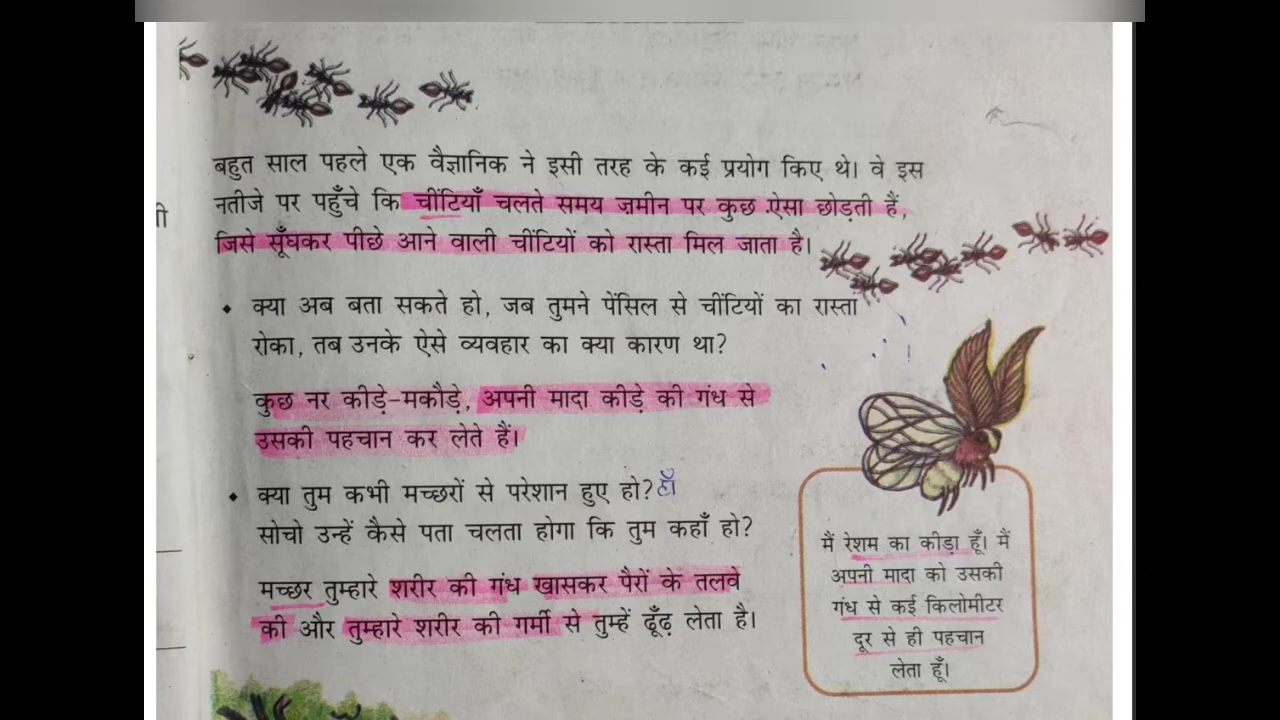 बहुत साल पहले एक वैज्ञानिक ने इसी तरह के कई प्रयोग किए थे। वे इस
नतीजे पर पहुँचे कि चींटियाँ चलते समय ज़मीन पर कुछ ऐसा छोड़ती हैं,
जिसे सूँघकर पीछे आने वाली चींटियों को रास्ता मिल जाता है।
• क्या अब बता सकते हो, जब तुमने पेंसिल से चींटियों का रास्ता
रोका, तब उनके ऐसे व्यवहार का क्या कारण था?
कुछ नर कीड़े-मकौड़े, अपनी मादा कीड़े की गंध से
उसकी पहचान कर लेते हैं।
• क्या तुम कभी मच्छरों से परेशान हुए हो? हाँ
सोचो उन्हें कैसे पता चलता होगा कि तुम कहाँ हो?
मच्छर तुम्हारे शरीर की गंध खासकर पैरों के तलवे
की और तुम्हारे शरीर की गर्मी से तुम्हें ढूँढ़ लेता है।
मैं रेशम का कीड़ा हूँ। मैं
अपनी मादा को उसकी
गंध से कई किलोमीटर
दूर से ही पहचान
लेता हूँ।